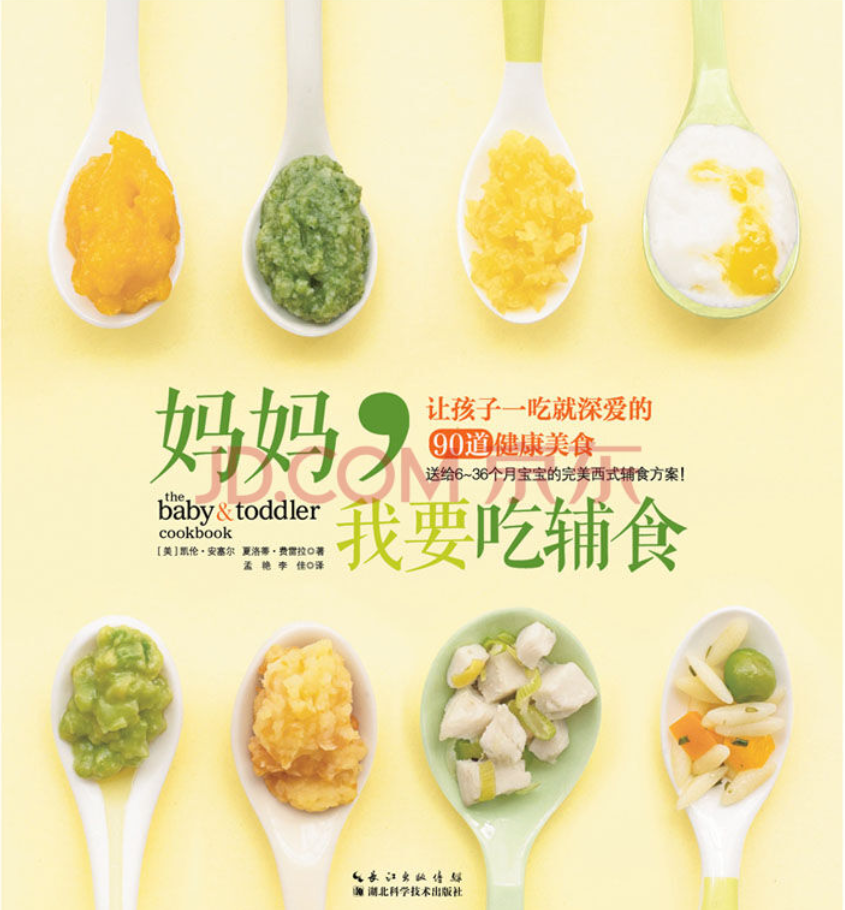 妈妈，
让孩子一吃就深爱的
90道健康美食
送给6~36个月宝宝的完美西式辅食方案！
JD.COM 京东
the
baby & toddler
cookbook
我要吃辅食
[美]凯伦·安塞尔 夏洛蒂·费雷拉◎著
孟 艳 李 佳◎译
长江出版传媒
湖北科学技术出版社